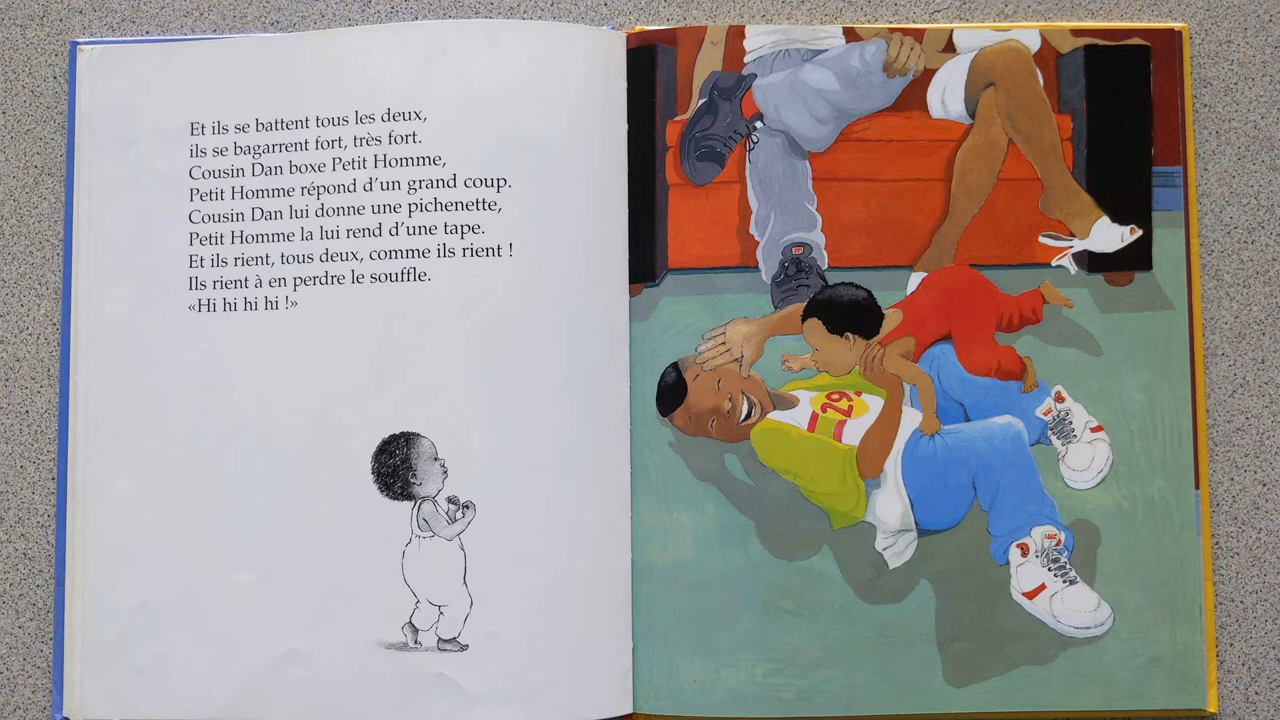 Et ils se battent tous les deux,
ils se bagarrent fort, très fort.
Cousin Dan boxe Petit Homme,
Petit Homme répond d'un grand coup.
Cousin Dan lui donne une pichenette,
Petit Homme la lui rend d'une tape.
Et ils rient, tous deux, comme ils rient !
Ils rient à en perdre le souffle.
«Hi hi hi hi !»
29